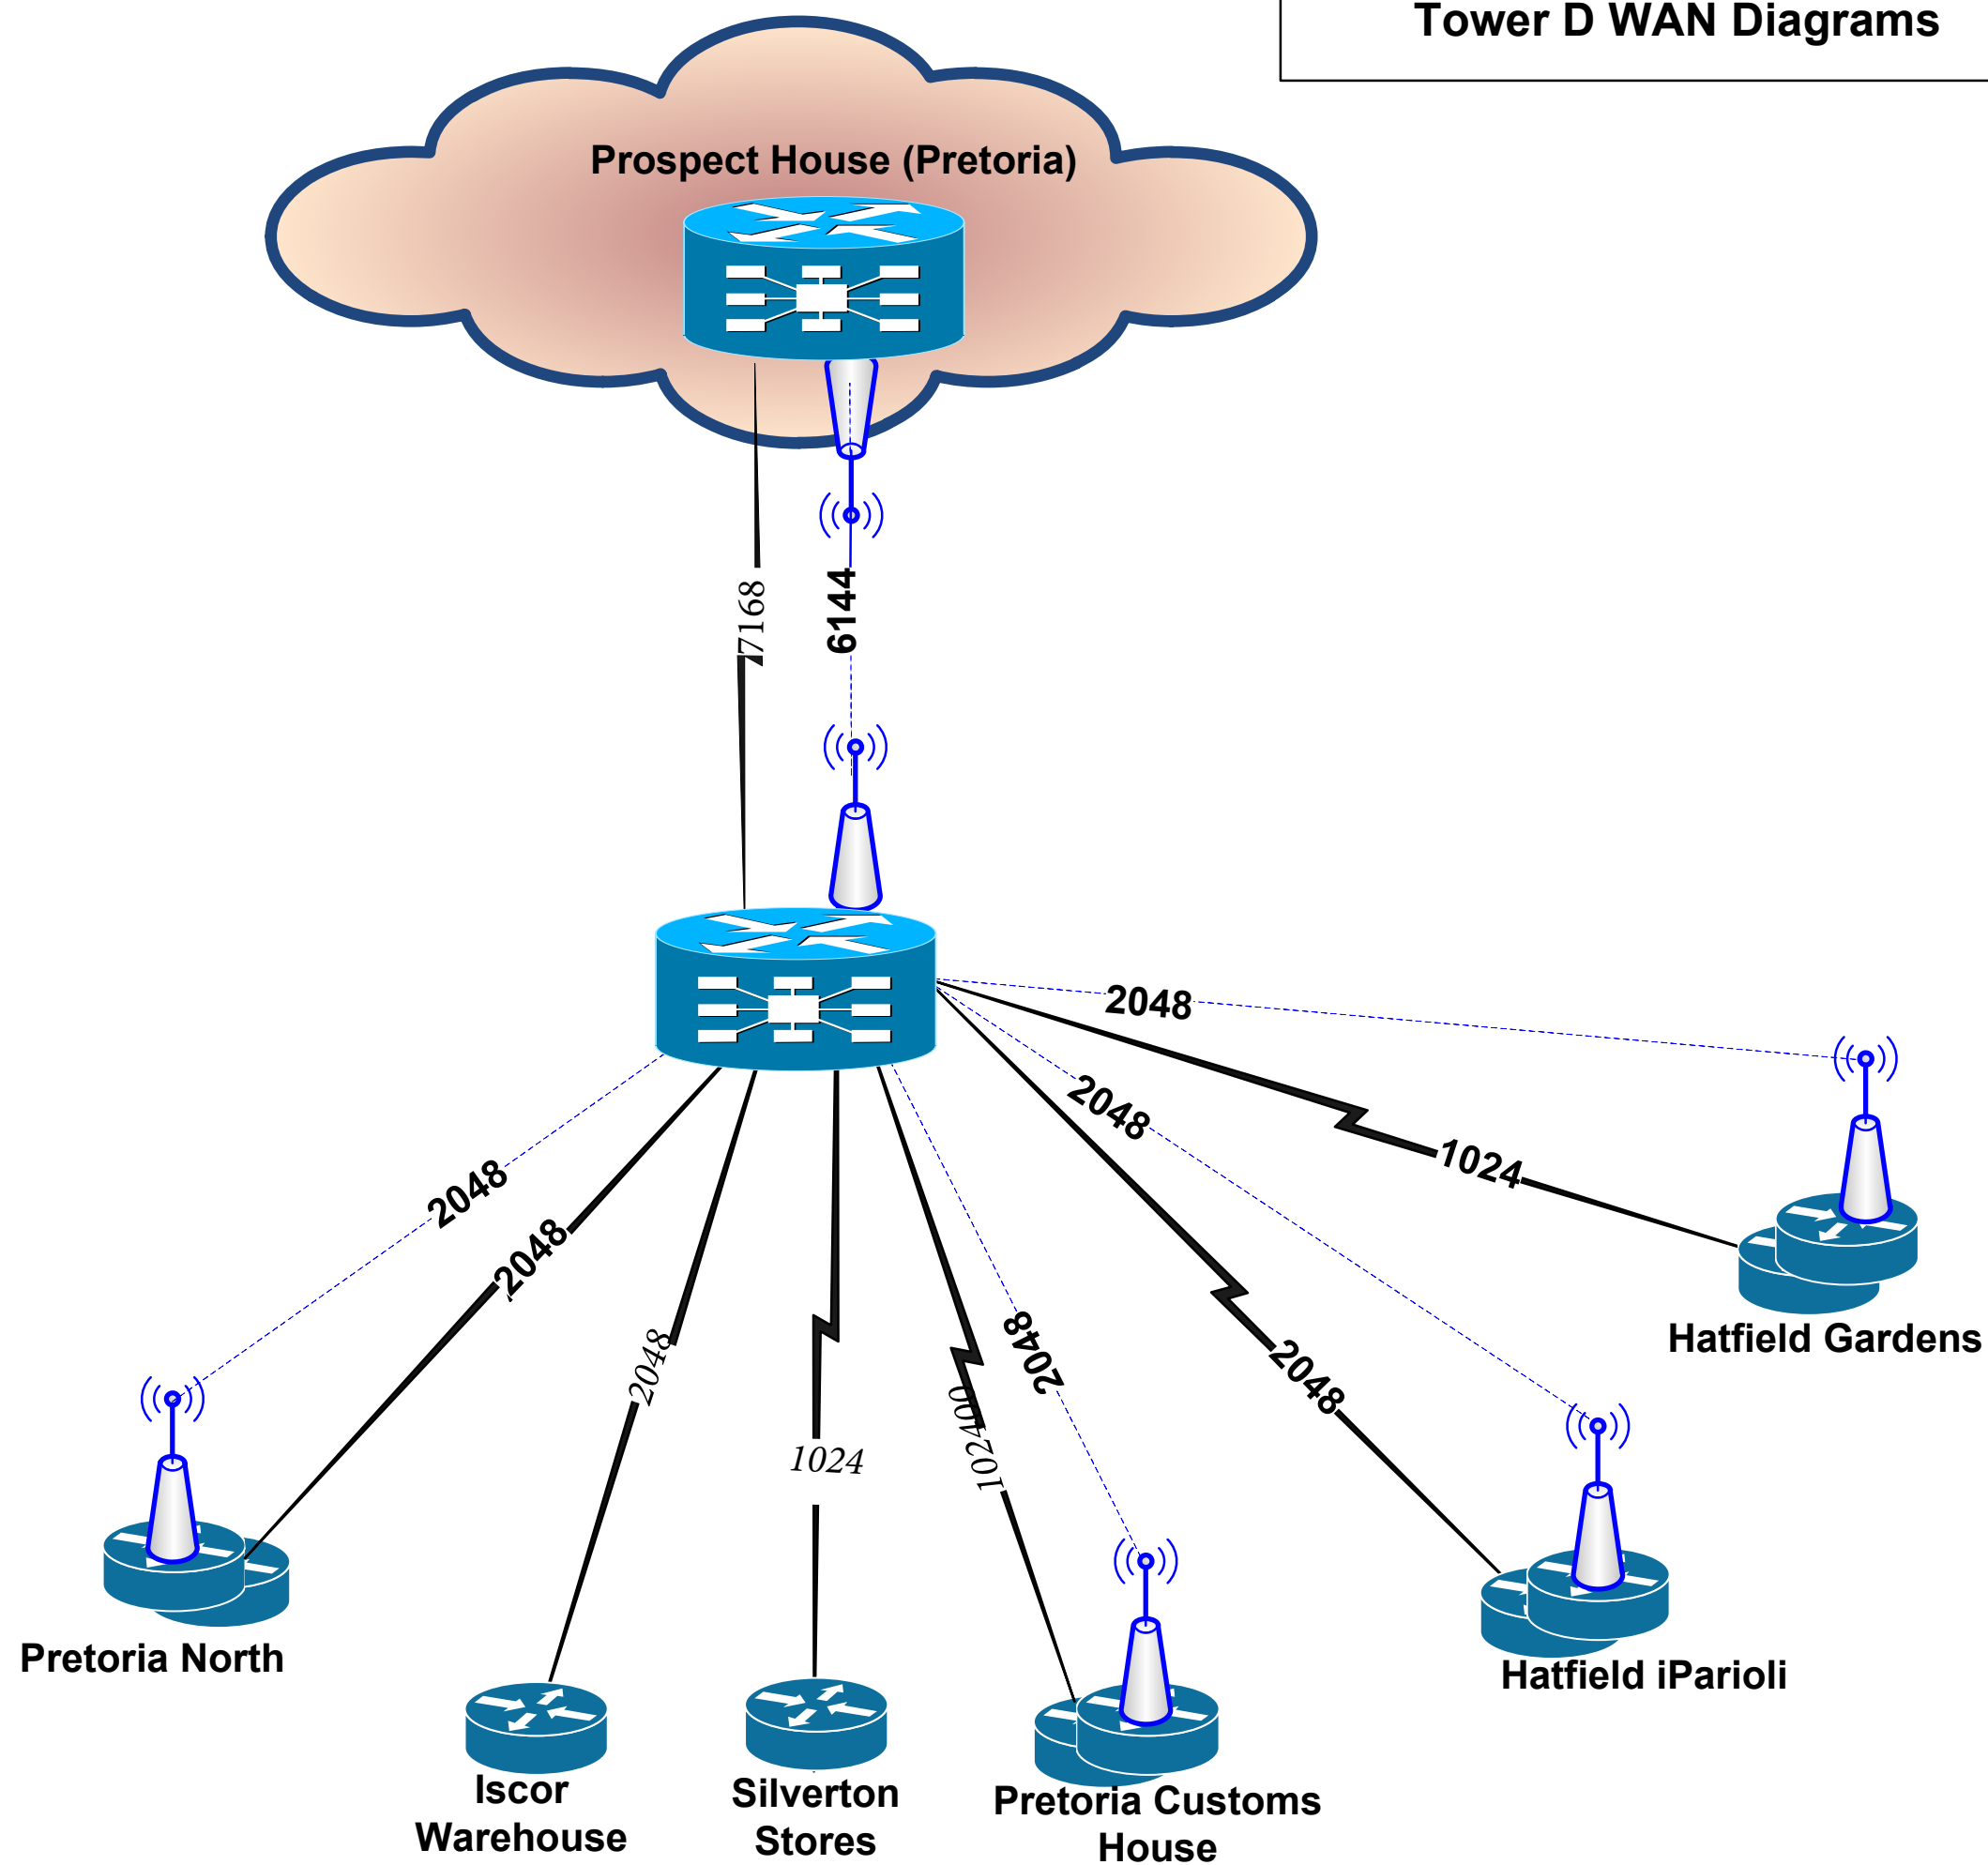 Tower D WAN Diagrams
Prospect House (Pretoria)
7168
6144
2048
2048
1024
2048
2048
2048
2048
1024
102400
2048
Hatfield Gardens
Pretoria North
Hatfield iParioli
Iscor
Warehouse
Silverton
Stores
Pretoria Customs
House